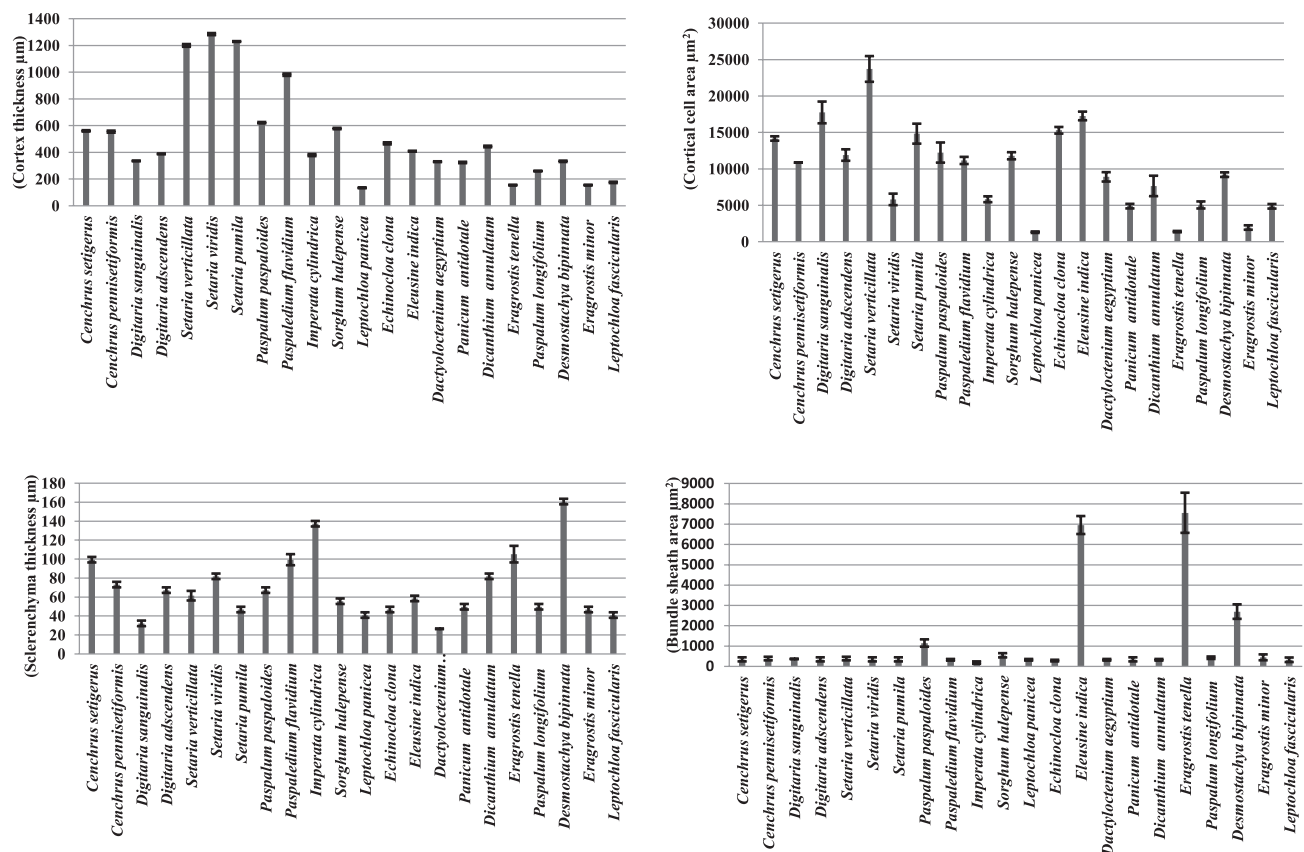 (Cortex thickness µm)
1400
1200
1000
800
600
400
200
0
Cenchrus setigerus
Cenchrus pennisetiformis
Digitaria sanguinalis
Digitaria adscendens
Setaria verticillata
Setaria viridis
Setaria pumila
Paspalum paspaloides
Paspaledium flavidium
Imperata cylindrica
Sorghum halepense
Leptochloa panicea
Echinocloa clona
Eleusine indica
Dactyloctenium aegyptium
Panicum antidotale
Dicanthium annulatum
Eragrostis tenella
Paspalum longifolium
Desmostachya bipinnata
Eragrostis minor
Leptochloa fascicularis
(Cortical cell area µm²)
30000
25000
20000
15000
10000
5000
0
Cenchrus setigerus
Cenchrus pennisetiformis
Digitaria sanguinalis
Digitaria adscendens
Setaria verticillata
Setaria viridis
Setaria pumila
Paspalum paspaloides
Paspaledium flavidium
Imperata cylindrica
Sorghum halepense
Leptochloa panicea
Echinocloa clona
Eleusine indica
Dactyloctenium aegyptium
Panicum antidotale
Dicanthium annulatum
Eragrostis tenella
Paspalum longifolium
Desmostachya bipinnata
Eragrostis minor
Leptochloa fascicularis
(Sclerenchyma thickness µm)
180
160
140
120
100
80
60
40
20
0
Cenchrus setigerus
Cenchrus pennisetiformis
Digitaria sanguinalis
Digitaria adscendens
Setaria verticillata
Setaria viridis
Setaria pumila
Paspalum paspaloides
Paspaledium flavidium
Imperata cylindrica
Sorghum halepense
Leptochloa panicea
Echinocloa clona
Eleusine indica
Dactyloctenium…
Panicum antidotale
Dicanthium annulatum
Eragrostis tenella
Paspalum longifolium
Desmostachya bipinnata
Eragrostis minor
Leptochloa fascicularis
(Bundle sheath area µm²)
9000
8000
7000
6000
5000
4000
3000
2000
1000
0
Cenchrus setigerus
Cenchrus pennisetiformis
Digitaria sanguinalis
Digitaria adscendens
Setaria verticillata
Setaria viridis
Setaria pumila
Paspalum paspaloides
Paspaledium flavidium
Imperata cylindrica
Sorghum halepense
Leptochloa panicea
Echinocloa clona
Eleusine indica
Dactyloctenium aegyptium
Panicum antidotale
Dicanthium annulatum
Eragrostis tenella
Paspalum longifolium
Desmostachya bipinnata
Eragrostis minor
Leptochloa fascicularis